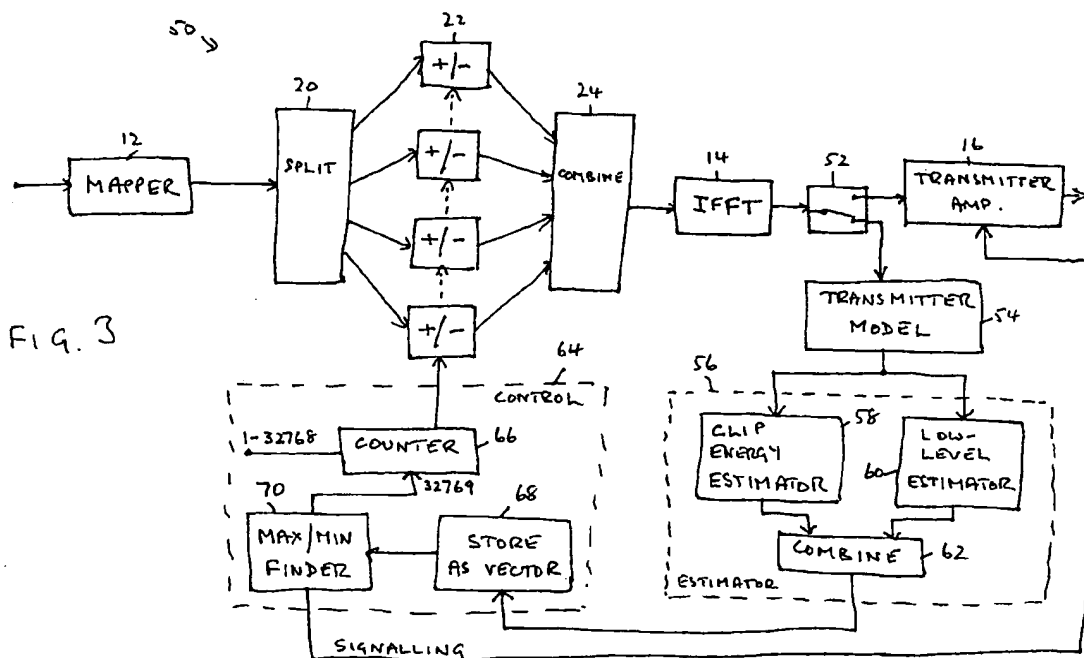 50
22
+/-
20
SPLIT
24
COMBINE
12
MAPPER
+/-
+/-
+/-
14
IFFT
52
16
TRANSMITTER
AMP.
TRANSMITTER
MODEL
54
FIG. 3
64
CONTROL
1-32768
COUNTER
66
32769
70
MAX/MIN
FINDER
68
STORE
AS VECTOR
56
CLIP
ENERGY
ESTIMATOR
58
LOW-
LEVEL
ESTIMATOR
60
COMBINE
62
ESTIMATOR
SIGNALLING